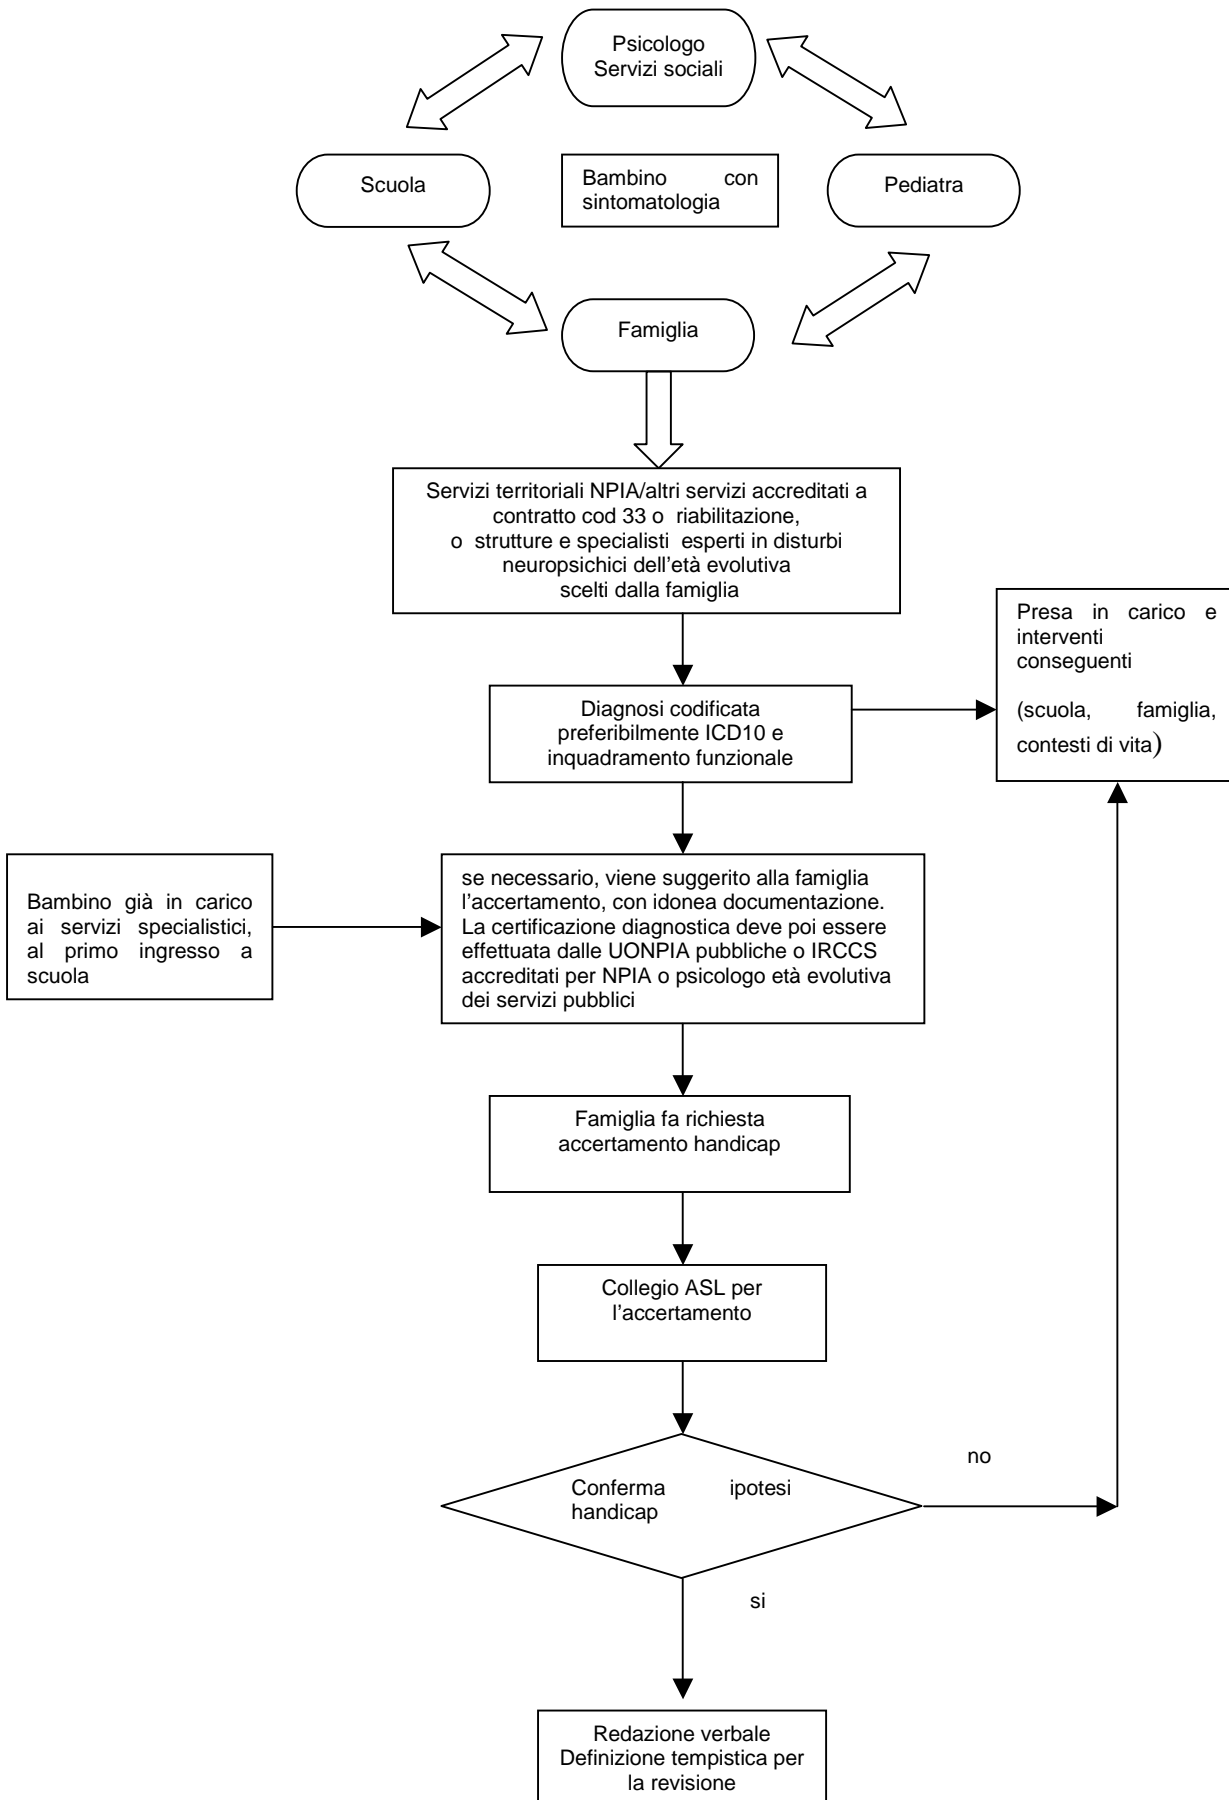 Psicologo
Servizi sociali
Scuola
Bambino con
sintomatologia
Pediatra
Famiglia
Servizi territoriali NPIA/altri servizi accreditati a
contratto cod 33 o riabilitazione,
o strutture e specialisti esperti in disturbi
neuropsichici dell'età evolutiva
scelti dalla famiglia
Presa in carico e
interventi
conseguenti
(scuola, famiglia,
contesti di vita)
Diagnosi codificata
preferibilmente ICD10 e
inquadramento funzionale
Bambino già in carico
ai servizi specialistici,
al primo ingresso a
scuola
se necessario, viene suggerito alla famiglia
l'accertamento, con idonea documentazione.
La certificazione diagnostica deve poi essere
effettuata dalle UONPIA pubbliche o IRCCS
accreditati per NPIA o psicologo età evolutiva
dei servizi pubblici
Famiglia fa richiesta
accertamento handicap
Collegio ASL per
l'accertamento
Conferma ipotesi
handicap
no
si
Redazione verbale
Definizione tempistica per
la revisione